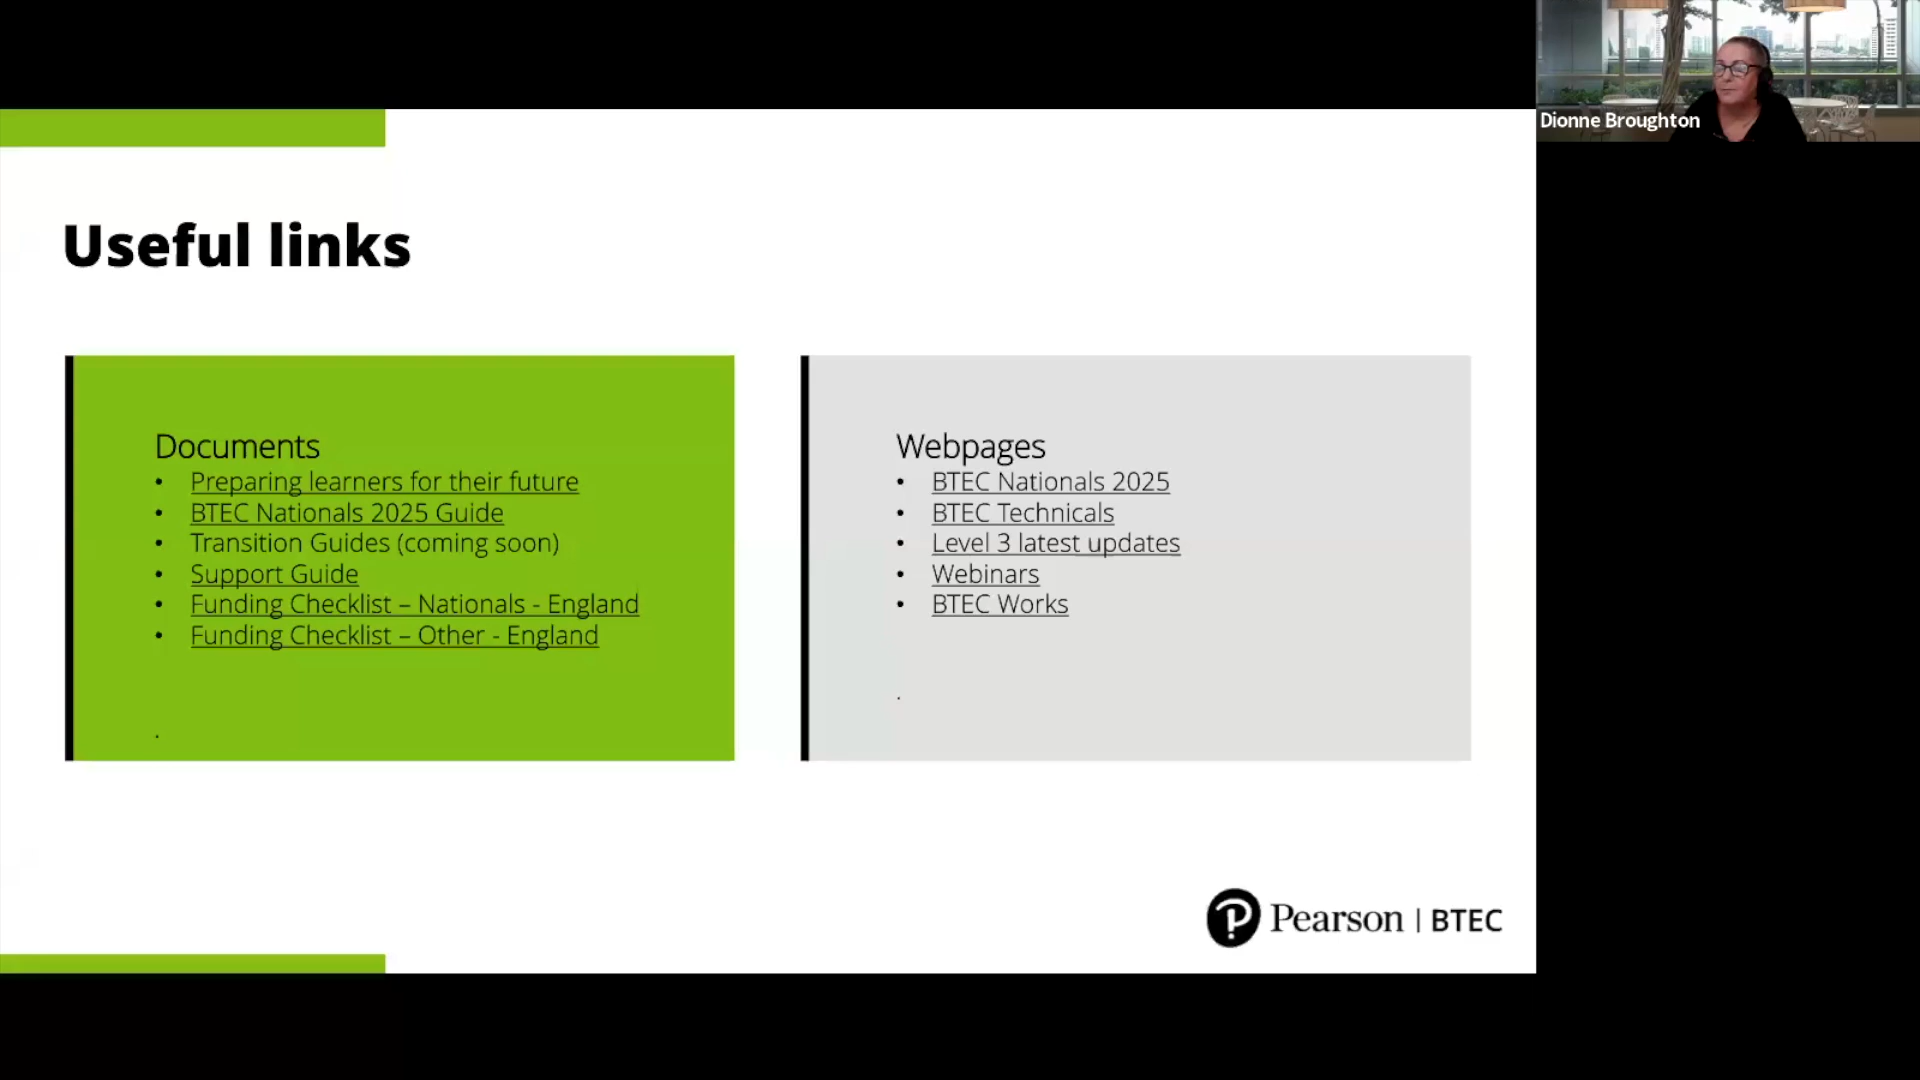 Dionne Broughton
Useful links
Documents
• Preparing learners for their future
• BTEC Nationals 2025 Guide
• Transition Guides (coming soon)
• Support Guide
• Funding Checklist – Nationals - England
• Funding Checklist – Other - England
.
Webpages
• BTEC Nationals 2025
• BTEC Technicals
• Level 3 latest updates
• Webinars
• BTEC Works
.
Pearson | BTEC